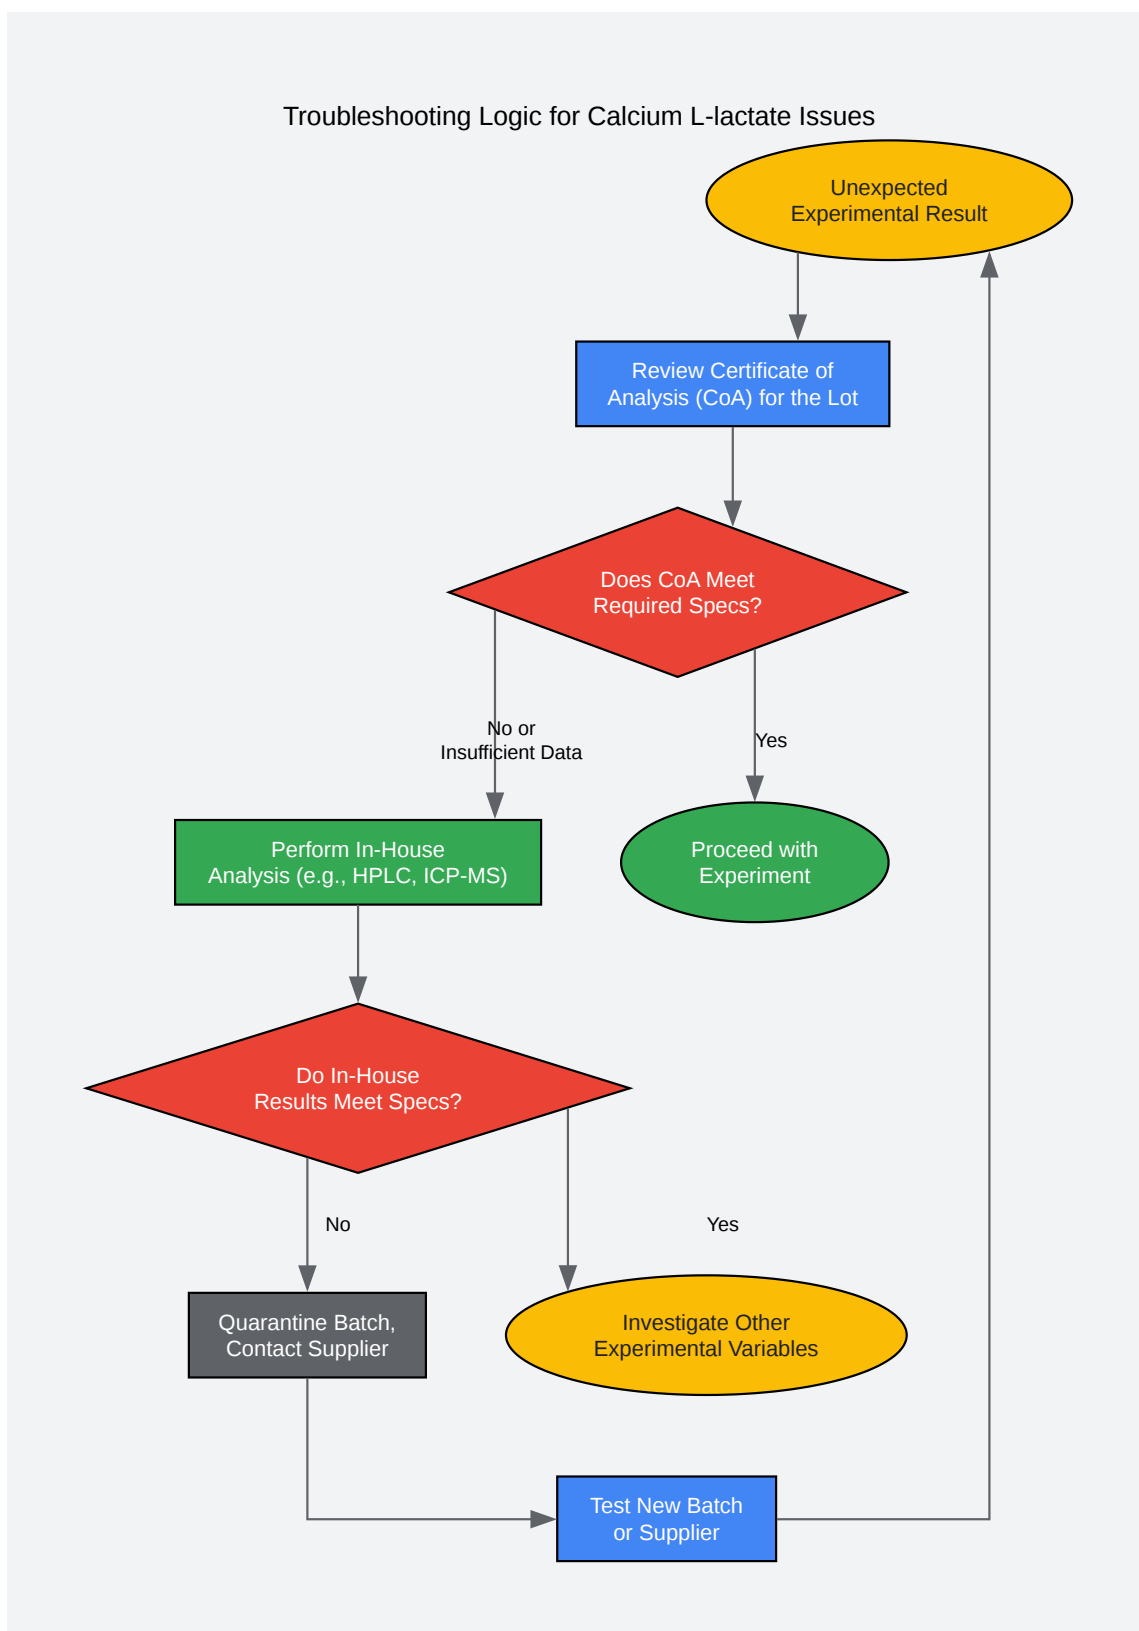 Troubleshooting Logic for Calcium L-lactate Issues
Unexpected
Experimental Result
Review Certificate of
Analysis (CoA) for the Lot
Does CoA Meet
Required Specs?
No or
Insufficient Data
Yes
Perform In-House
Analysis (e.g., HPLC, ICP-MS)
Proceed with
Experiment
Do In-House
Results Meet Specs?
No
Yes
Quarantine Batch,
Contact Supplier
Investigate Other
Experimental Variables
Test New Batch
or Supplier